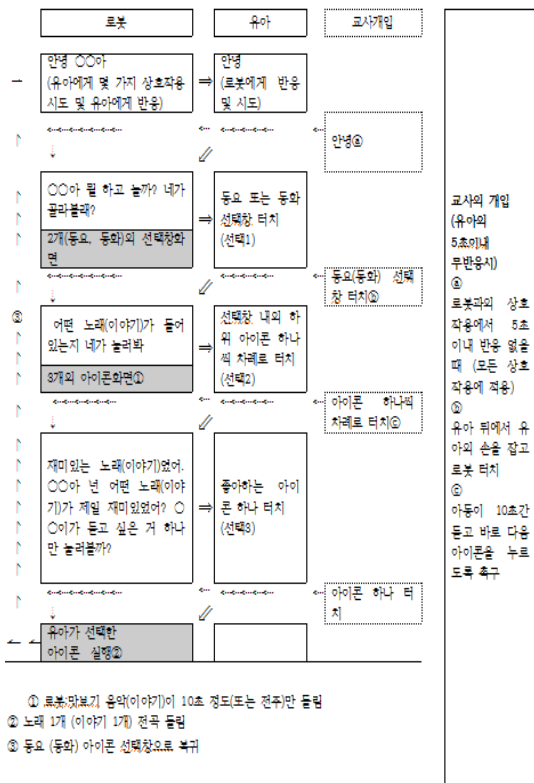 로봇
유아
교사개입
안녕 〇〇아
(유아에게 몇 가지 상호작용
시도 및 유아에게 반응)
⇒
안녕
(로봇에게 반응
및 시도)
안녕ⓐ
〇〇아 뭘 하고 놀까? 네가
골라볼래?
2개(동요, 동화)의 선택창화
면
⇒
동요 또는 동화
선택창 터치
(선택1)
동요(동화) 선택
창 터치ⓑ
③
어떤 노래(이야기)가 들어
있는지 네가 눌러봐
3개의 아이콘화면①
⇒
선택창 내의 하
위 아이콘 하나
씩 차례로 터치
(선택2)
아이콘 하나씩
차례로 터치ⓒ
재미있는 노래(이야기)였어.
〇〇아 넌 어떤 노래(이야
기)가 제일 재미있었어? 〇
〇이가 듣고 싶은 거 하나
만 눌러볼까?
⇒
좋아하는 아이
콘 하나 터치
(선택3)
아이콘 하나 터
치
유아가 선택한
아이콘 실행②
교사의 개입
(유아의
5초이내
무반응시)
ⓐ
로봇과의 상호
작용에서 5초
이내 반응 없을
때 (모든 상호
작용에 적용)
ⓑ
유아 뒤에서 유
아의 손을 잡고
로봇 터치
ⓒ
아동이 10초간
듣고 바로 다음
아이콘을 누르
도록 촉구
① 로봇:맛보기 음악(이야기)이 10초 정도(또는 전주)만 들림
② 노래 1개 (이야기 1개) 전곡 들림
③ 동요 (동화) 아이콘 선택창으로 복귀